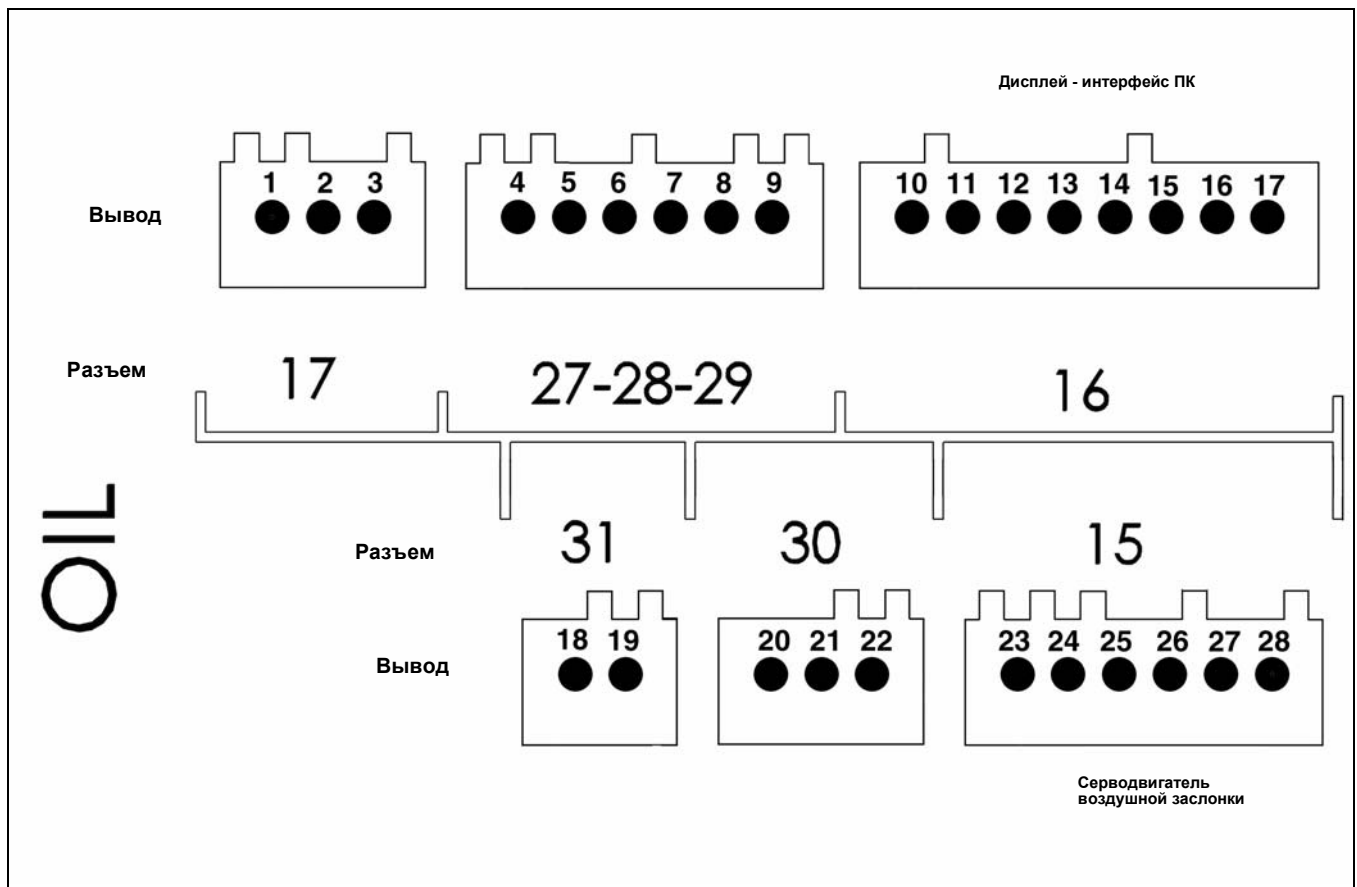 Дисплей - интерфейс ПК
1 2 3 4 5 6 7 8 9 10 11 12 13 14 15 16 17
Вывод
Разъем 17 27-28-29 16
OIL
Разъем 31 30 15
18 19 20 21 22 23 24 25 26 27 28
Вывод
Серводвигатель
воздушной заслонки